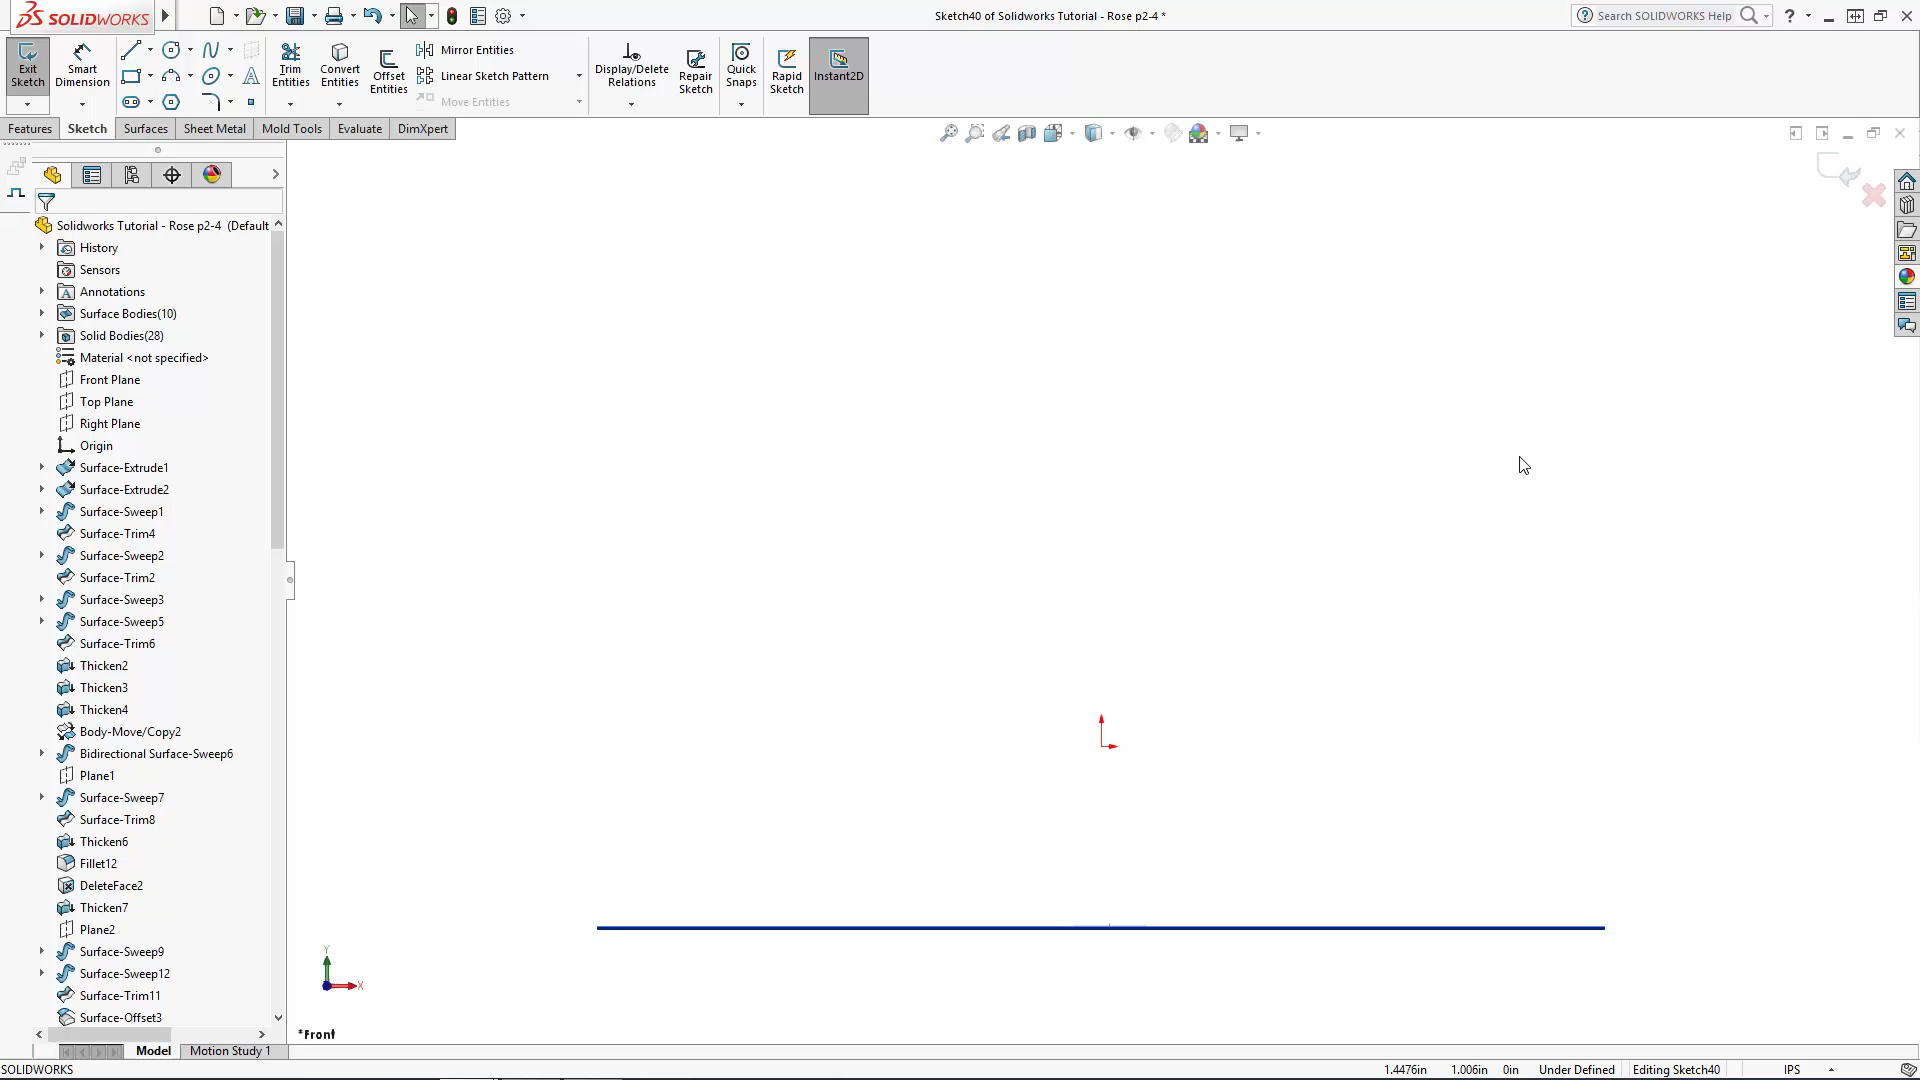 SOLIDWORKS
Sketch40 of Solidworks Tutorial - Rose p2-4 *
Search SOLIDWORKS Help
Exit Sketch
Smart Dimension
Trim Entities
Convert Entities
Offset Entities
Mirror Entities
Linear Sketch Pattern
Move Entities
Display/Delete Relations
Repair Sketch
Quick Snaps
Rapid Sketch
Instant2D
Features Sketch Surfaces Sheet Metal Mold Tools Evaluate DimXpert
Solidworks Tutorial - Rose p2-4 (Default
History
Sensors
Annotations
Surface Bodies(10)
Solid Bodies(28)
Material <not specified>
Front Plane
Top Plane
Right Plane
Origin
Surface-Extrude1
Surface-Extrude2
Surface-Sweep1
Surface-Trim4
Surface-Sweep2
Surface-Trim2
Surface-Sweep3
Surface-Sweep5
Surface-Trim6
Thicken2
Thicken3
Thicken4
Body-Move/Copy2
Bidirectional Surface-Sweep6
Plane1
Surface-Sweep7
Surface-Trim8
Thicken6
Fillet12
DeleteFace2
Thicken7
Plane2
Surface-Sweep9
Surface-Sweep12
Surface-Trim11
Surface-Offset3
Y
X
*Front
Model Motion Study 1
SOLIDWORKS
1.4476in 1.006in 0in Under Defined Editing Sketch40 IPS